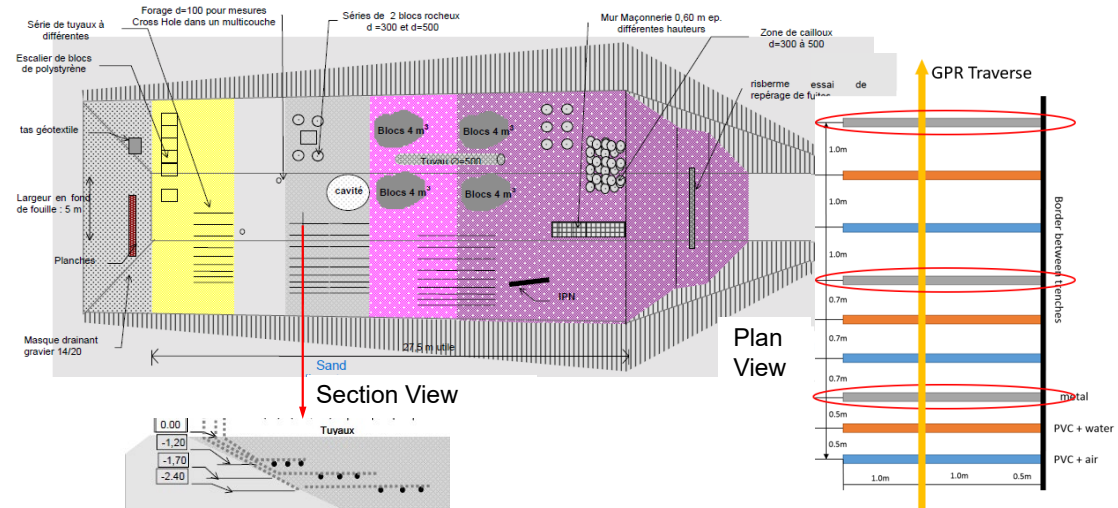 Forage d=100 pour mesures
Cross Hole dans un multicouche
Séries de 2 blocs rocheux
d =300 et d=500
Mur Maçonnerie 0,60 m ep.
différentes hauteurs
Zone de cailloux
d=300 à 500
Série de tuyaux à
différentes
Escalier de blocs
de polystyrène
risberme essai de
repérage de fuites
GPR Traverse
tas géotextile
Blocs 4 m³
Blocs 4 m³
Tuyau ∅=500
Largeur en fond
de fouille : 5 m
cavité
Blocs 4 m³
Blocs 4 m³
Planches
IPN
Masque drainant
gravier 14/20
27,5 m utile
Sand
Section View
Plan
View
Tuyaux
0.00
-1,20
-1,70
-2.40
1.0m
1.0m
1.0m
0.7m
0.7m
0.7m
0.5m
0.5m
Border between trenches
metal
PVC + water
PVC + air
1.0m
1.0m
0.5m